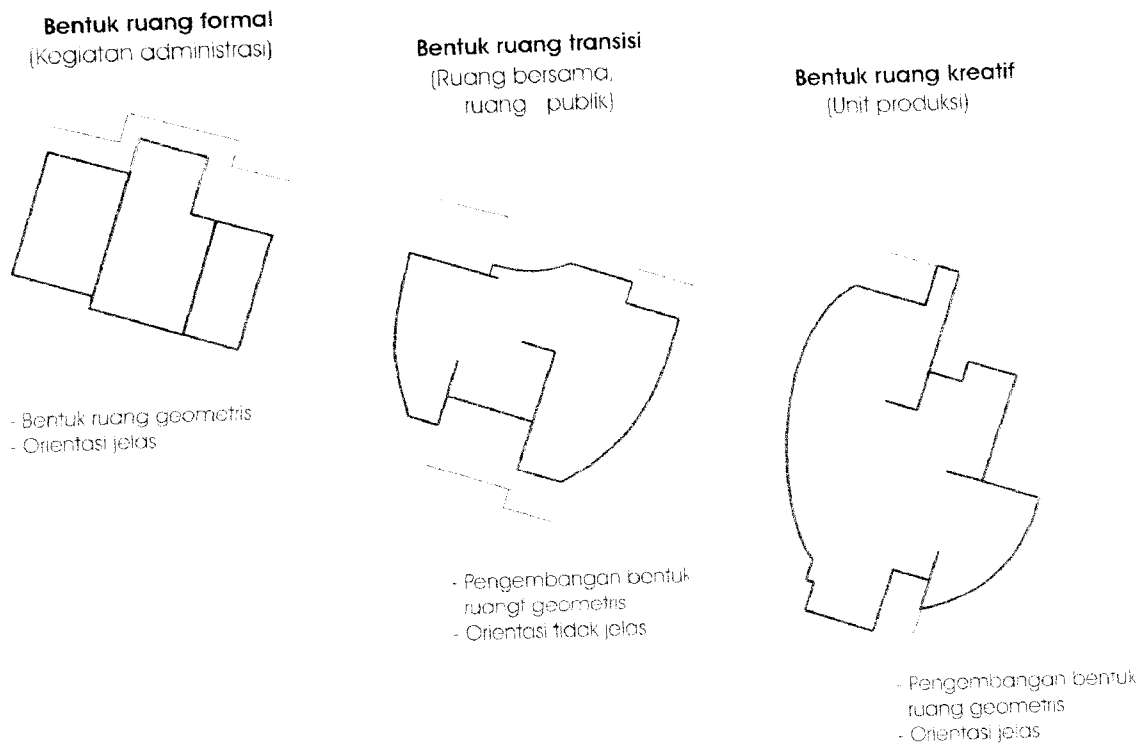 Bentuk ruang formal
(Kegiatan administrasi)
Bentuk ruang transisi
(Ruang bersama,
ruang publik)
Bentuk ruang kreatif
(Unit produksi)
- Bentuk ruang geometris
- Orientasi jelas
- Pengembangan bentuk
ruangt geometris
- Orientasi tidak jelas
- Pengembangan bentuk
ruang geometris
- Orientasi jelas